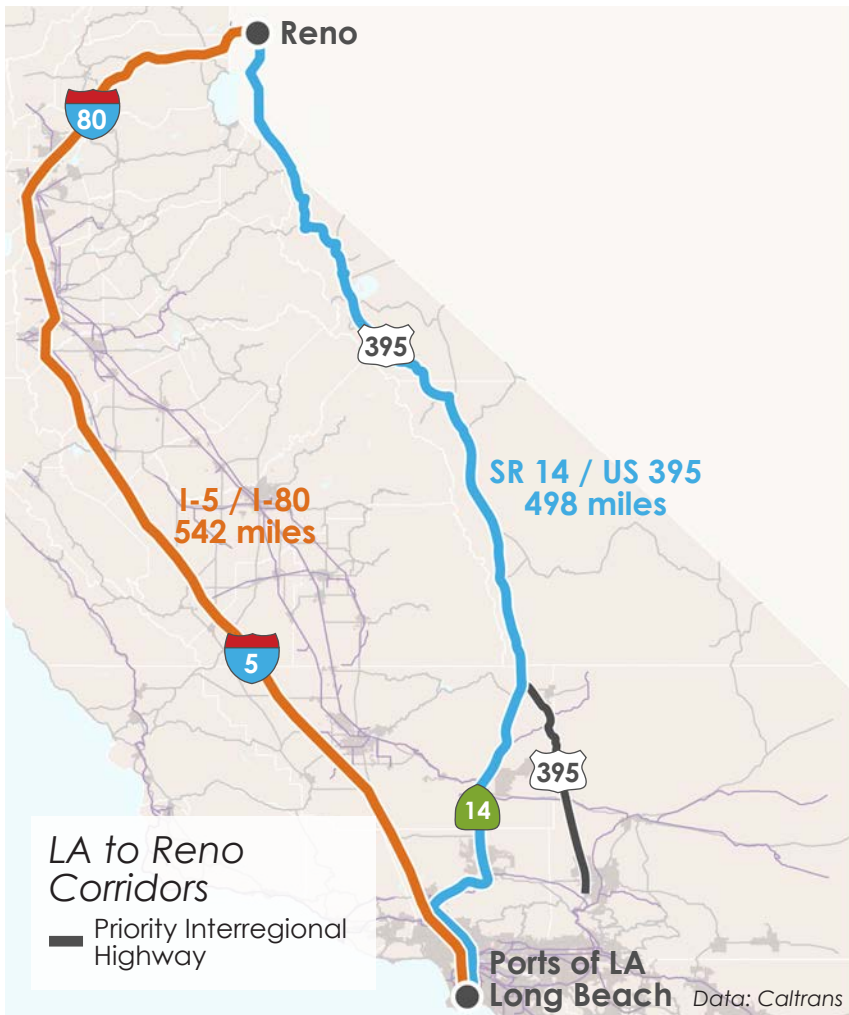 Reno
80
395
SR 14 / US 395
498 miles
I-5 / I-80
542 miles
5
395
14
LA to Reno
Corridors
Priority Interregional
Highway
Ports of LA
Long Beach
Data: Caltrans